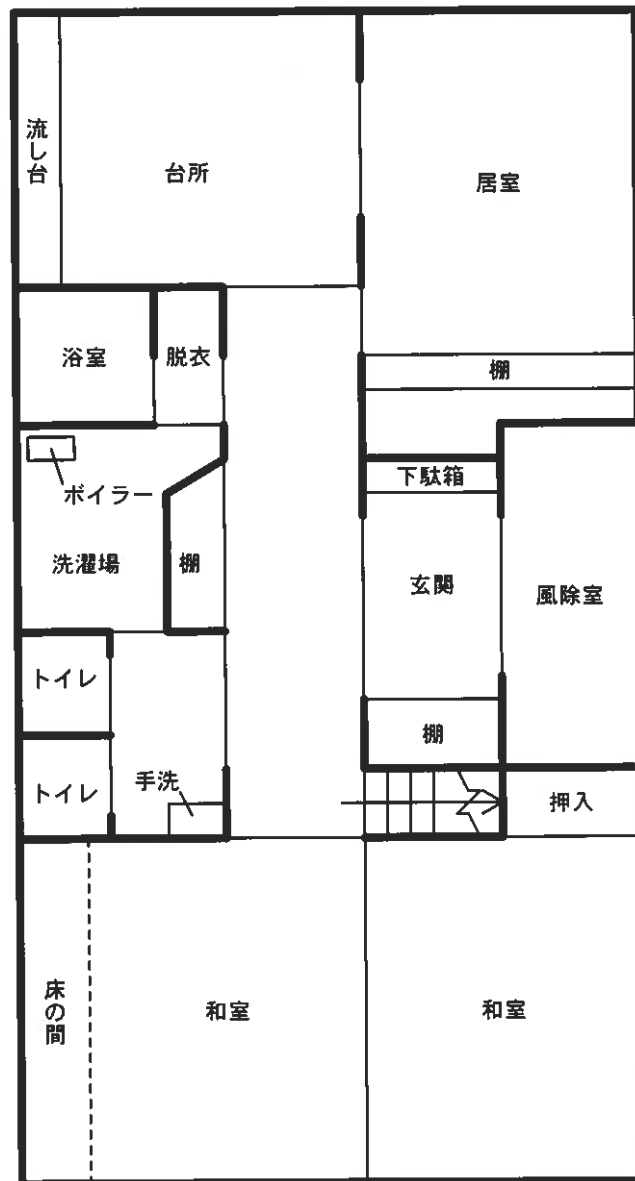 流し台
台所
居室
浴室
脱衣
棚
ボイラー
下駄箱
洗濯場
棚
玄関
風除室
トイレ
棚
トイレ
手洗
押入
床の間
和室
和室